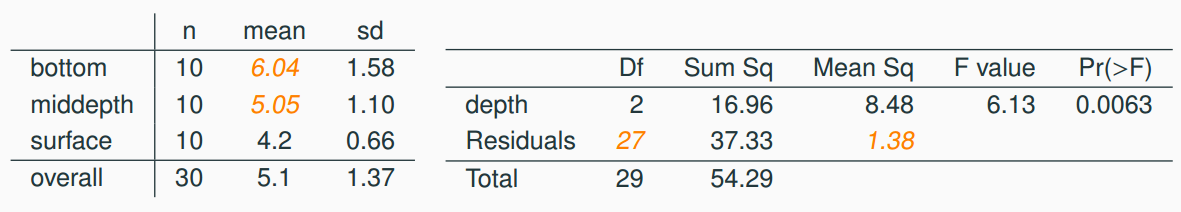 n mean sd
bottom 10 6.04 1.58
middepth 10 5.05 1.10
surface 10 4.2 0.66
overall 30 5.1 1.37
Df Sum Sq Mean Sq F value Pr(>F)
depth 2 16.96 8.48 6.13 0.0063
Residuals 27 37.33 1.38
Total 29 54.29